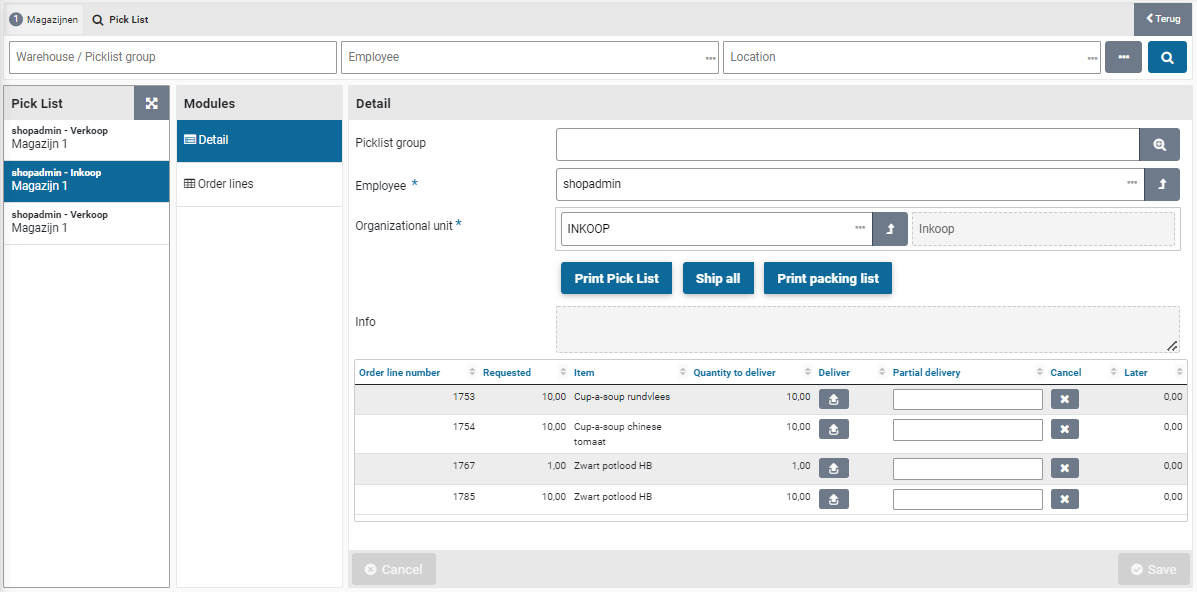 1 Magazijnen Pick List Terug
Warehouse / Picklist group Employee Location
Pick List
shopadmin - Verkoop
Magazijn 1
shopadmin - Inkoop
Magazijn 1
shopadmin - Verkoop
Magazijn 1
Modules
Detail
Order lines
Detail
Picklist group
Employee * shopadmin
Organizational unit * INKOOP Inkoop
Print Pick List Ship all Print packing list
Info
Order line number Requested Item Quantity to deliver Deliver Partial delivery Cancel Later
1753 10,00 Cup-a-soup rundvlees 10,00 0,00
1754 10,00 Cup-a-soup chinese 10,00 0,00
tomaat
1767 1,00 Zwart potlood HB 1,00 0,00
1785 10,00 Zwart potlood HB 10,00 0,00
Cancel Save